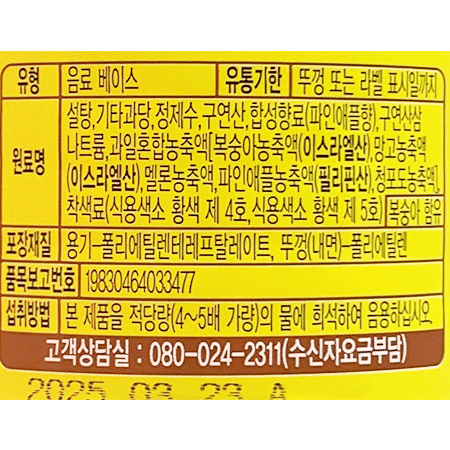 유형 음료 베이스 유통기한 뚜껑 또는 라벨 표시일까지
원료명 설탕,기타과당,정제수,구연산,합성향료(파인애플향),구연산삼
나트륨,과일혼합농축액[복숭아농축액(이스라엘산),망고농축액
(이스라엘산),멜론농축액,파인애플농축액(필리핀산),청포도농축액],
착색료(식용색소 황색 제 4호,식용색소 황색 제 5호) 복숭아 함유
포장재질 용기-폴리에틸렌테레프탈레이트, 뚜껑(내면)-폴리에틸렌
품목보고번호 19830464033477
섭취방법 본 제품을 적당량(4~5배 가량)의 물에 희석하여 음용하십시오.
고객상담실 : 080-024-2311(수신자요금부담)
2025 03 23 A